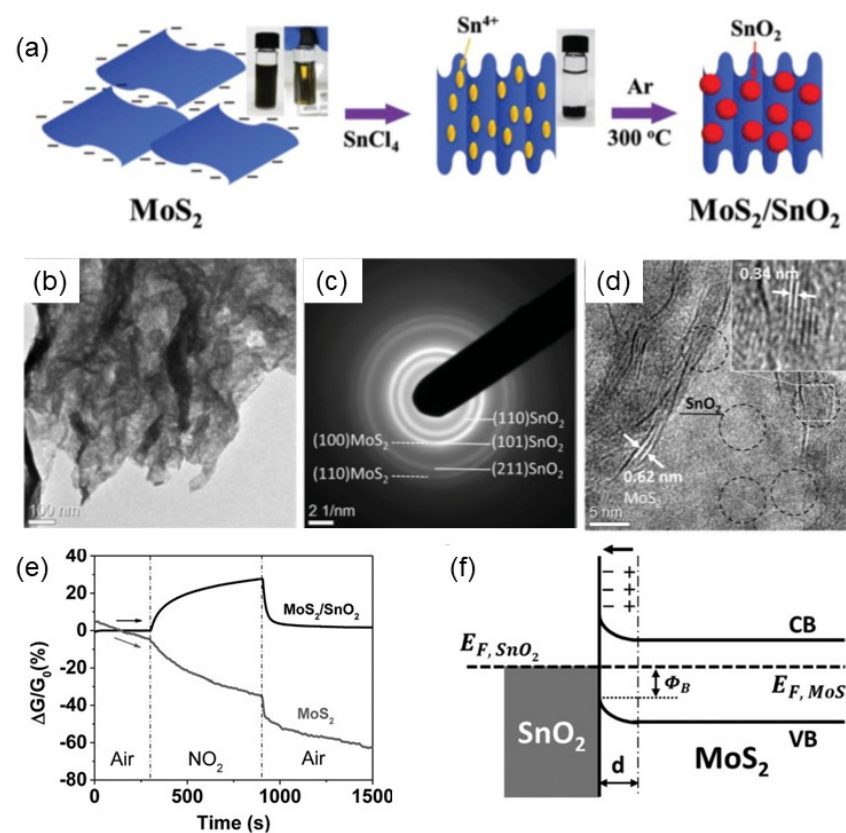 (a)
Sn⁴⁺
SnO₂
SnCl₄
Ar
300 °C
MoS₂
MoS₂/SnO₂
(b)
100 nm
(c)
(110)SnO₂
(100)MoS₂
(101)SnO₂
(110)MoS₂
(211)SnO₂
2 1/nm
(d)
0.34 nm
SnO₂
0.62 nm
MoS₂
5 nm
(e)
ΔG/G₀(%)
40
20
0
-20
-40
-60
-80
MoS₂/SnO₂
MoS₂
Air
NO₂
Air
0
500
1000
1500
Time (s)
(f)
− +
− +
− +
CB
E_F, SnO₂
Φ_B
E_F, MoS
SnO₂
d
MoS₂
VB